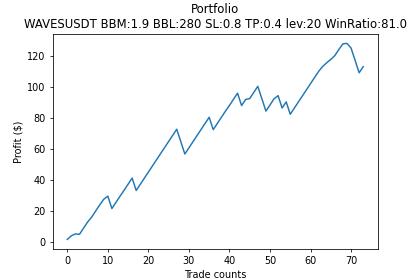 Portfolio
WAVESUSDT BBM:1.9 BBL:280 SL:0.8 TP:0.4 lev:20 WinRatio:81.0
120
100
80
60
40
20
0
Profit ($)
0 10 20 30 40 50 60 70
Trade counts